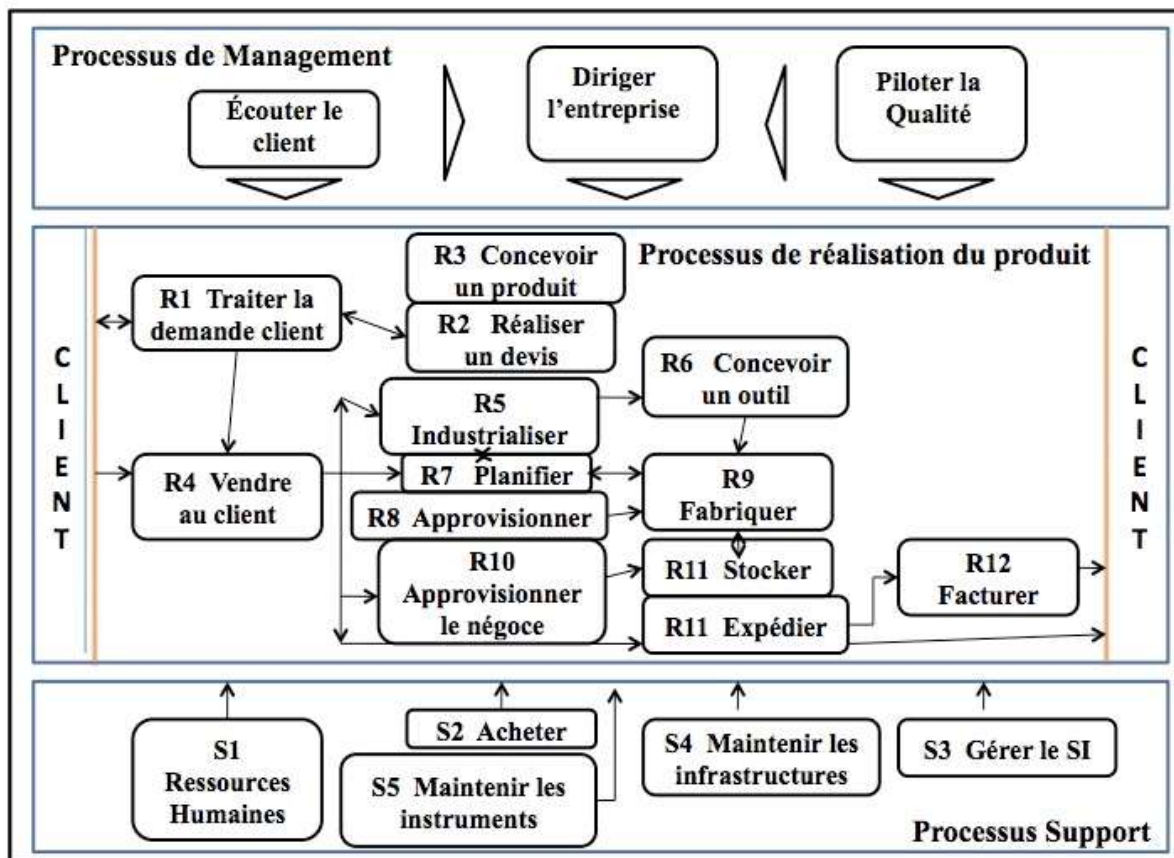 Processus de Management
Écouter le
client
Diriger
l'entreprise
Piloter la
Qualité
Processus de réalisation du produit
CLIENT
R1 Traiter la
demande client
R3 Concevoir
un produit
R2 Réaliser
un devis
R4 Vendre
au client
R5
Industrialiser
R6 Concevoir
un outil
R7 Planifier
R8 Approvisionner
R9
Fabriquer
R10
Approvisionner
le négoce
R11 Stocker
R11 Expédier
R12
Facturer
CLIENT
S1
Ressources
Humaines
S2 Acheter
S5 Maintenir les
instruments
S4 Maintenir les
infrastructures
S3 Gérer le SI
Processus Support